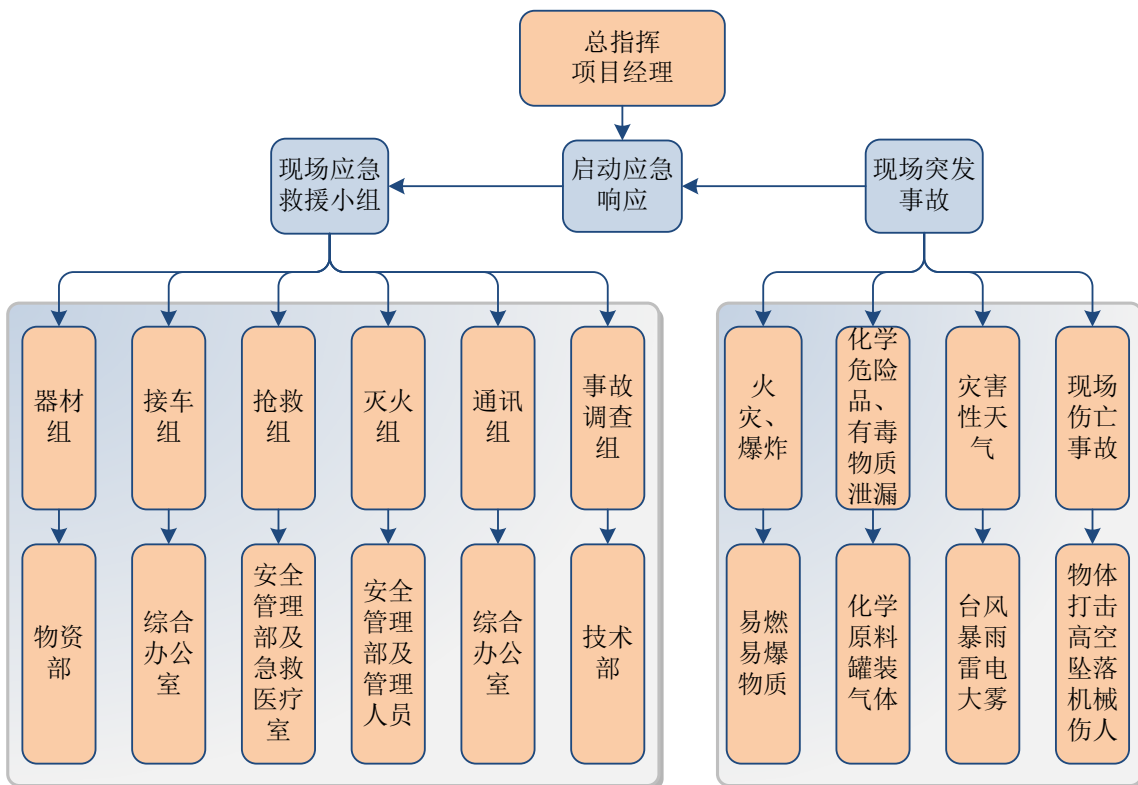 总指挥
项目经理
现场应急
救援小组
启动应急
响应
现场突发
事故
器材
组
接车
组
抢救
组
灭火
组
通讯
组
事故
调查
组
火
灾、
爆炸
化学
危险
品、
有毒
物质
泄漏
灾害
性天
气
现场
伤亡
事故
物资
部
综合
办公
室
安全
管理
部及
急救
医疗
室
安全
管理
部及
管理
人员
综合
办公
室
技术
部
易燃
易爆
物质
化学
原料
罐装
气体
台风
暴雨
雷电
大雾
物体
打击
高空
坠落
机械
伤人